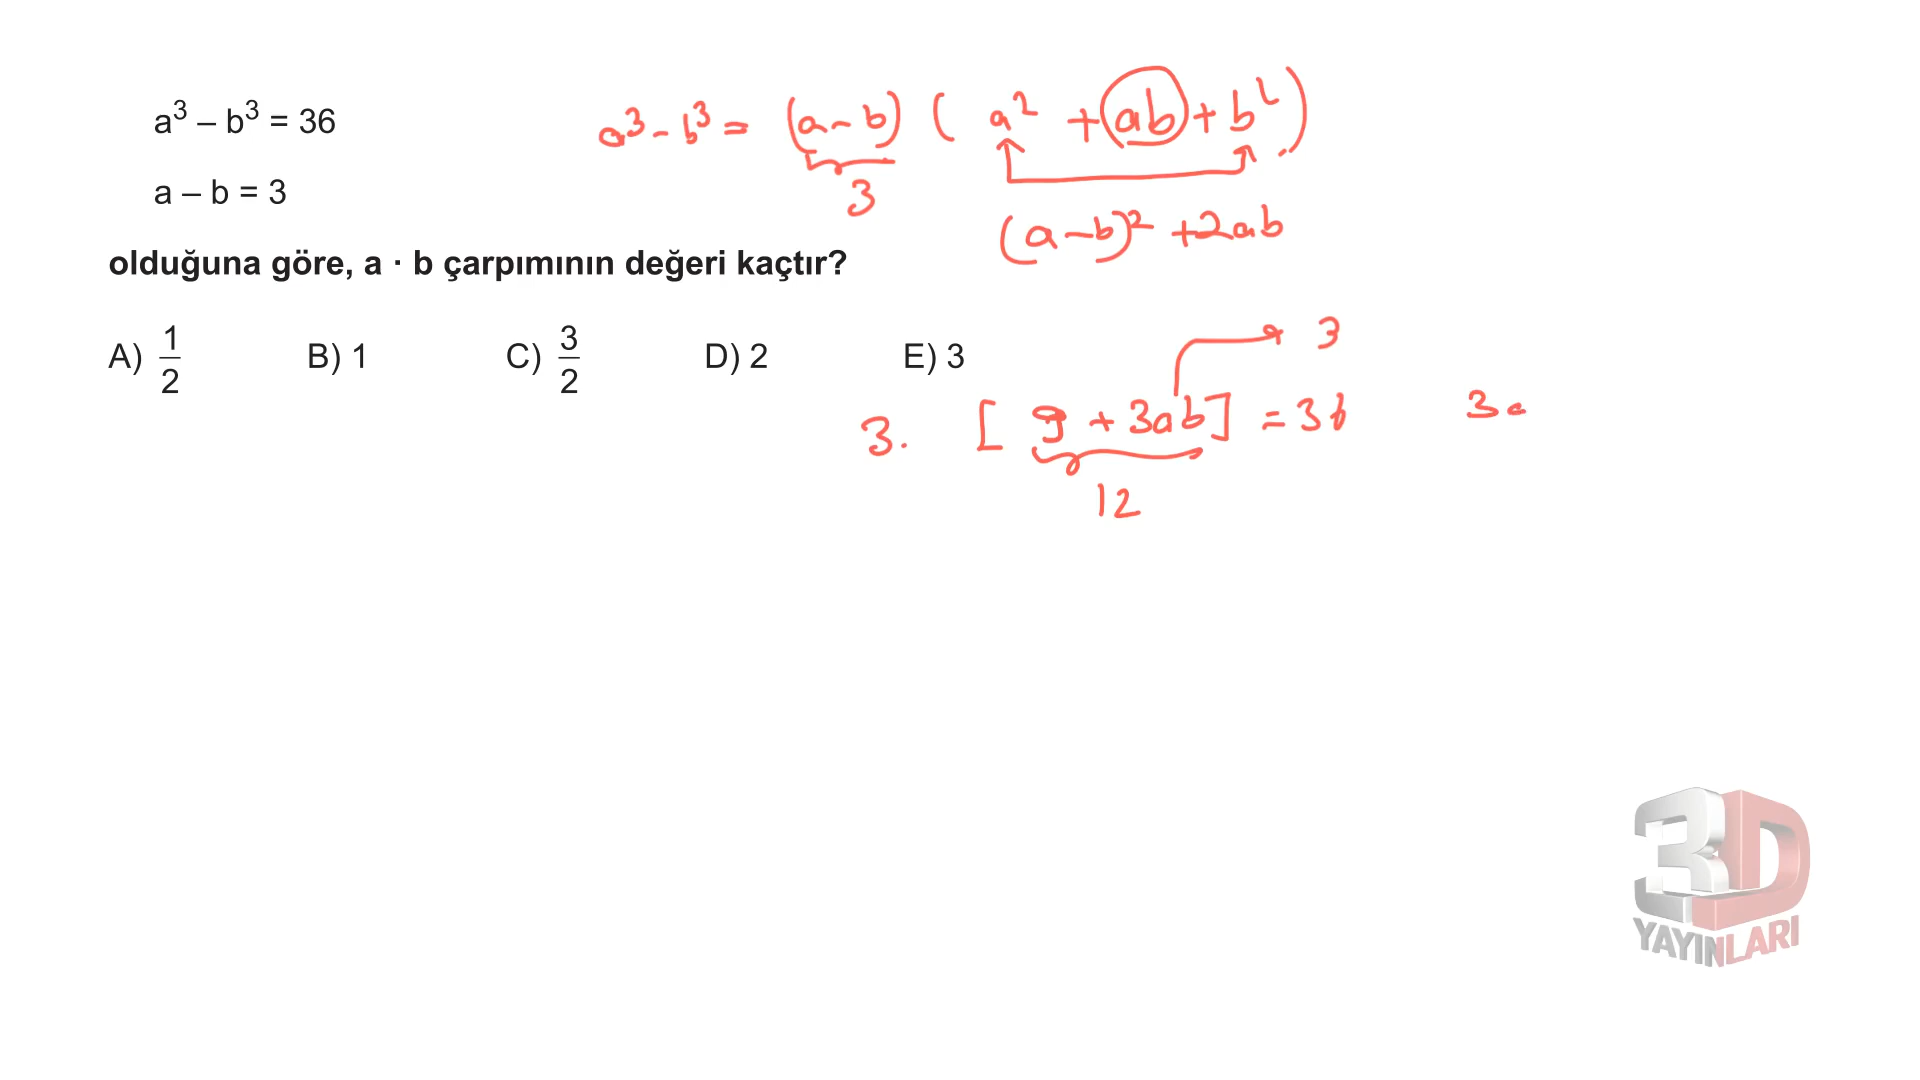 a³ – b³ = 36
a – b = 3
olduğuna göre, a · b çarpımının değeri kaçtır?
A) 1/2 B) 1 C) 3/2 D) 2 E) 3
a³ - b³ = (a - b) (a² + ab + b²)
3
(a - b)² + 2ab
3
3. [9 + 3ab] = 36
3a
12
3D
YAYINLARI